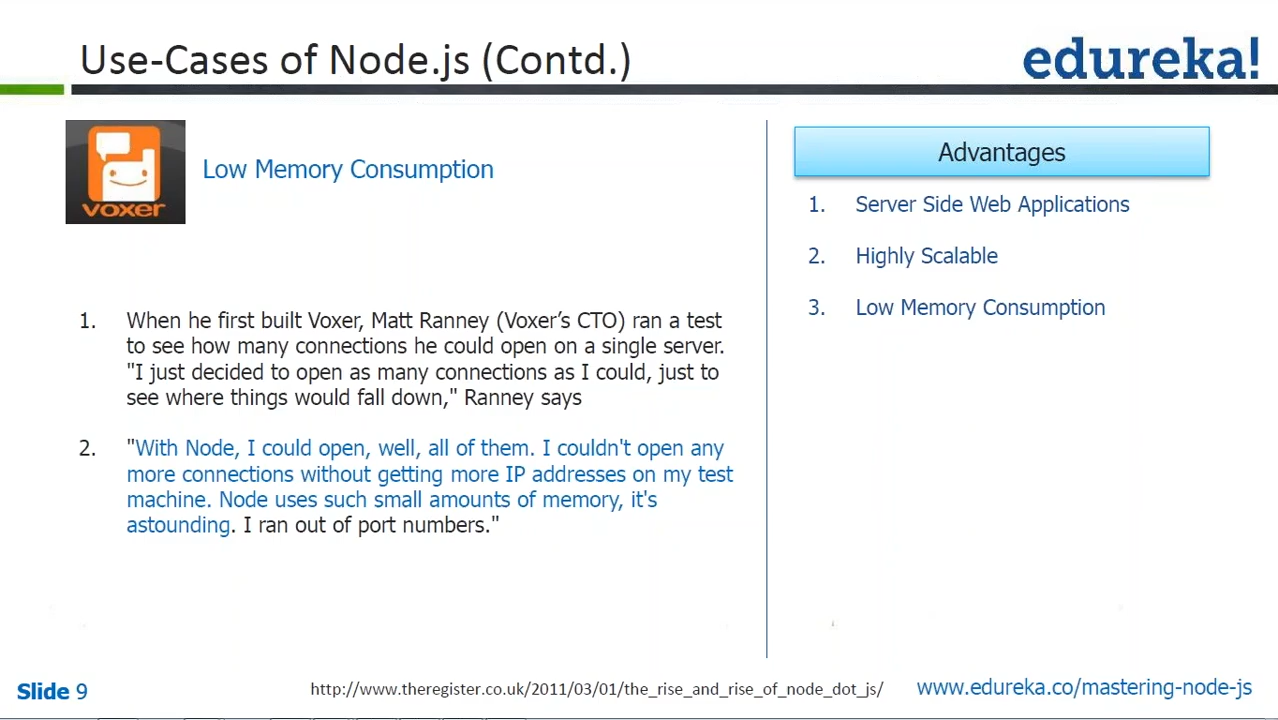 Use-Cases of Node.js (Contd.)
edureka!
voxer
Low Memory Consumption
1. When he first built Voxer, Matt Ranney (Voxer’s CTO) ran a test
to see how many connections he could open on a single server.
"I just decided to open as many connections as I could, just to
see where things would fall down," Ranney says
2. "With Node, I could open, well, all of them. I couldn't open any
more connections without getting more IP addresses on my test
machine. Node uses such small amounts of memory, it's
astounding. I ran out of port numbers."
Advantages
1. Server Side Web Applications
2. Highly Scalable
3. Low Memory Consumption
Slide 9
http://www.theregister.co.uk/2011/03/01/the_rise_and_rise_of_node_dot_js/
www.edureka.co/mastering-node-js